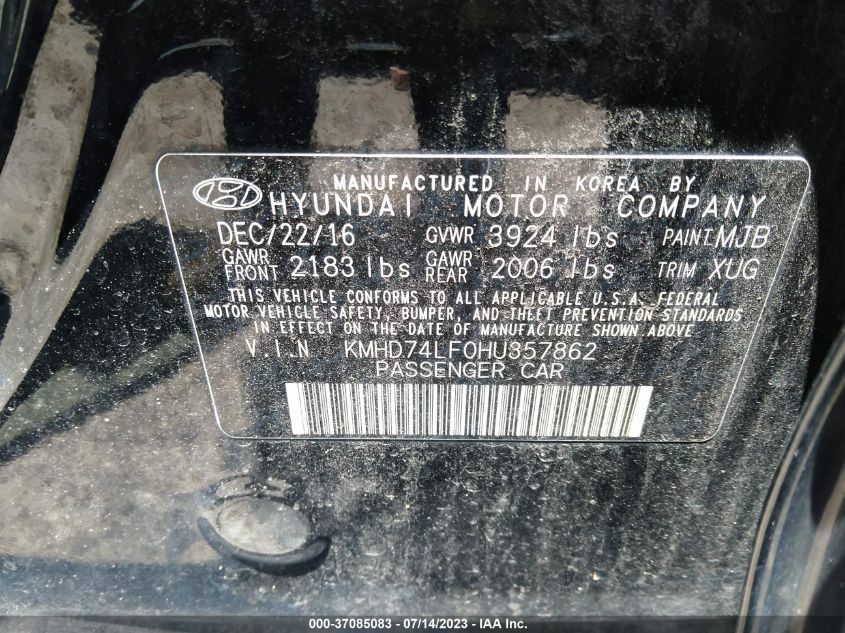 MANUFACTURED IN KOREA BY
HYUNDAI MOTOR COMPANY
DEC/22/16 GVWR 3924 lbs PAINT MJB
GAWR FRONT 2183 lbs GAWR REAR 2006 lbs TRIM XUG
THIS VEHICLE CONFORMS TO ALL APPLICABLE U.S.A. FEDERAL
MOTOR VEHICLE SAFETY, BUMPER, AND THEFT PREVENTION STANDARDS
IN EFFECT ON THE DATE OF MANUFACTURE SHOWN ABOVE
V.I.N KMHD74LF0HU357862
PASSENGER CAR
000-37085083 - 07/14/2023 - IAA Inc.